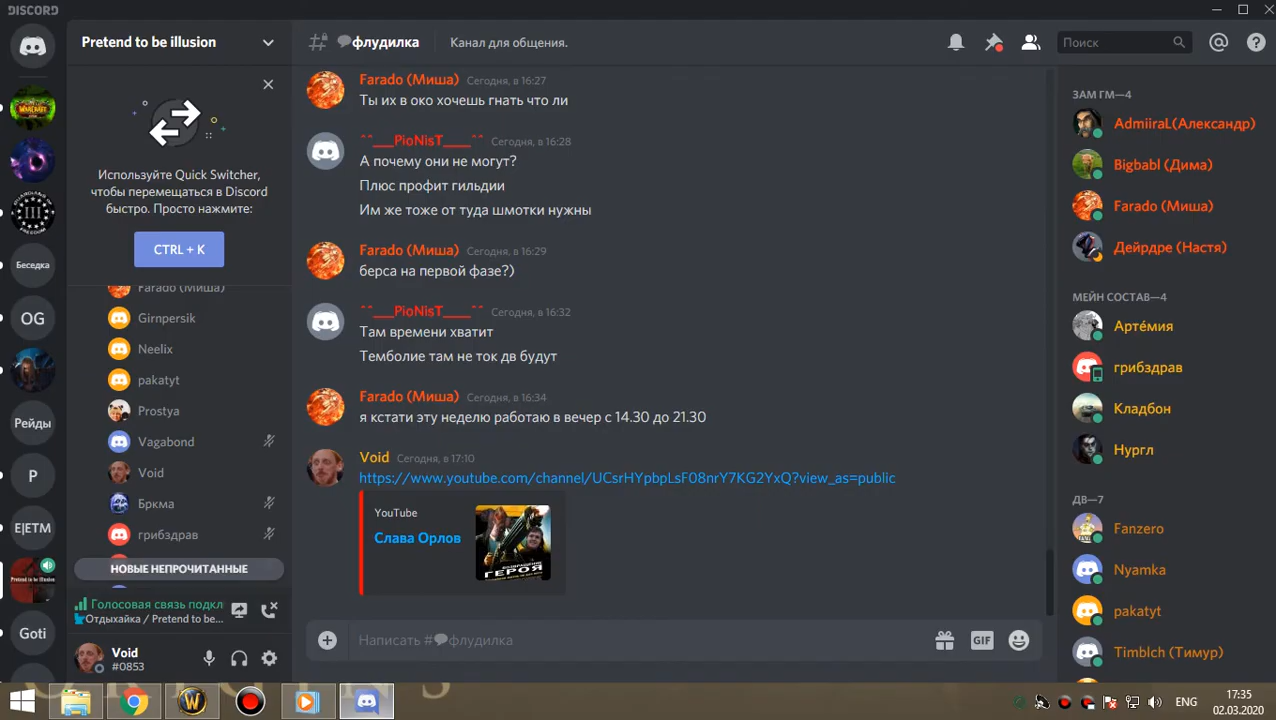 DISCORD
Pretend to be illusion
флудилка
Канал для общения.
Поиск
Используйте Quick Switcher,
чтобы перемещаться в Discord
быстро. Просто нажмите:
CTRL + K
Farado (Миша)
Girnpersik
Neelix
pakatyt
Prostya
Vagabond
Void
Бркма
грибздрав
НОВЫЕ НЕПРОЧИТАННЫЕ
Голосовая связь подкл
Отдыхайка / Pretend to be...
Void
#0853
Беседка
OG
Рейды
P
E|ETM
Goti
Farado (Миша) Сегодня, в 16:27
Ты их в око хочешь гнать что ли
^^___PioNisT____^^ Сегодня, в 16:28
А почему они не могут?
Плюс профит гильдии
Им же тоже от туда шмотки нужны
Farado (Миша) Сегодня, в 16:29
берса на первой фазе?)
^^___PioNisT____^^ Сегодня, в 16:32
Там времени хватит
Темболие там не ток дв будут
Farado (Миша) Сегодня, в 16:34
я кстати эту неделю работаю в вечер с 14.30 до 21.30
Void Сегодня, в 17:10
https://www.youtube.com/channel/UCsrHYpbpLsF08nrY7KG2YxQ?view_as=public
YouTube
Слава Орлов
ГЕРОЯ
Написать #флудилка
GIF
ЗАМ ГМ—4
AdmiiraL(Александр)
Bigbabl (Дима)
Farado (Миша)
Дейрдре (Настя)
МЕЙН СОСТАВ—4
Артéмия
грибздрав
Кладбон
Нургл
ДВ—7
Fanzero
Nyamka
pakatyt
Timblch (Тимур)
ENG
17:35
02.03.2020